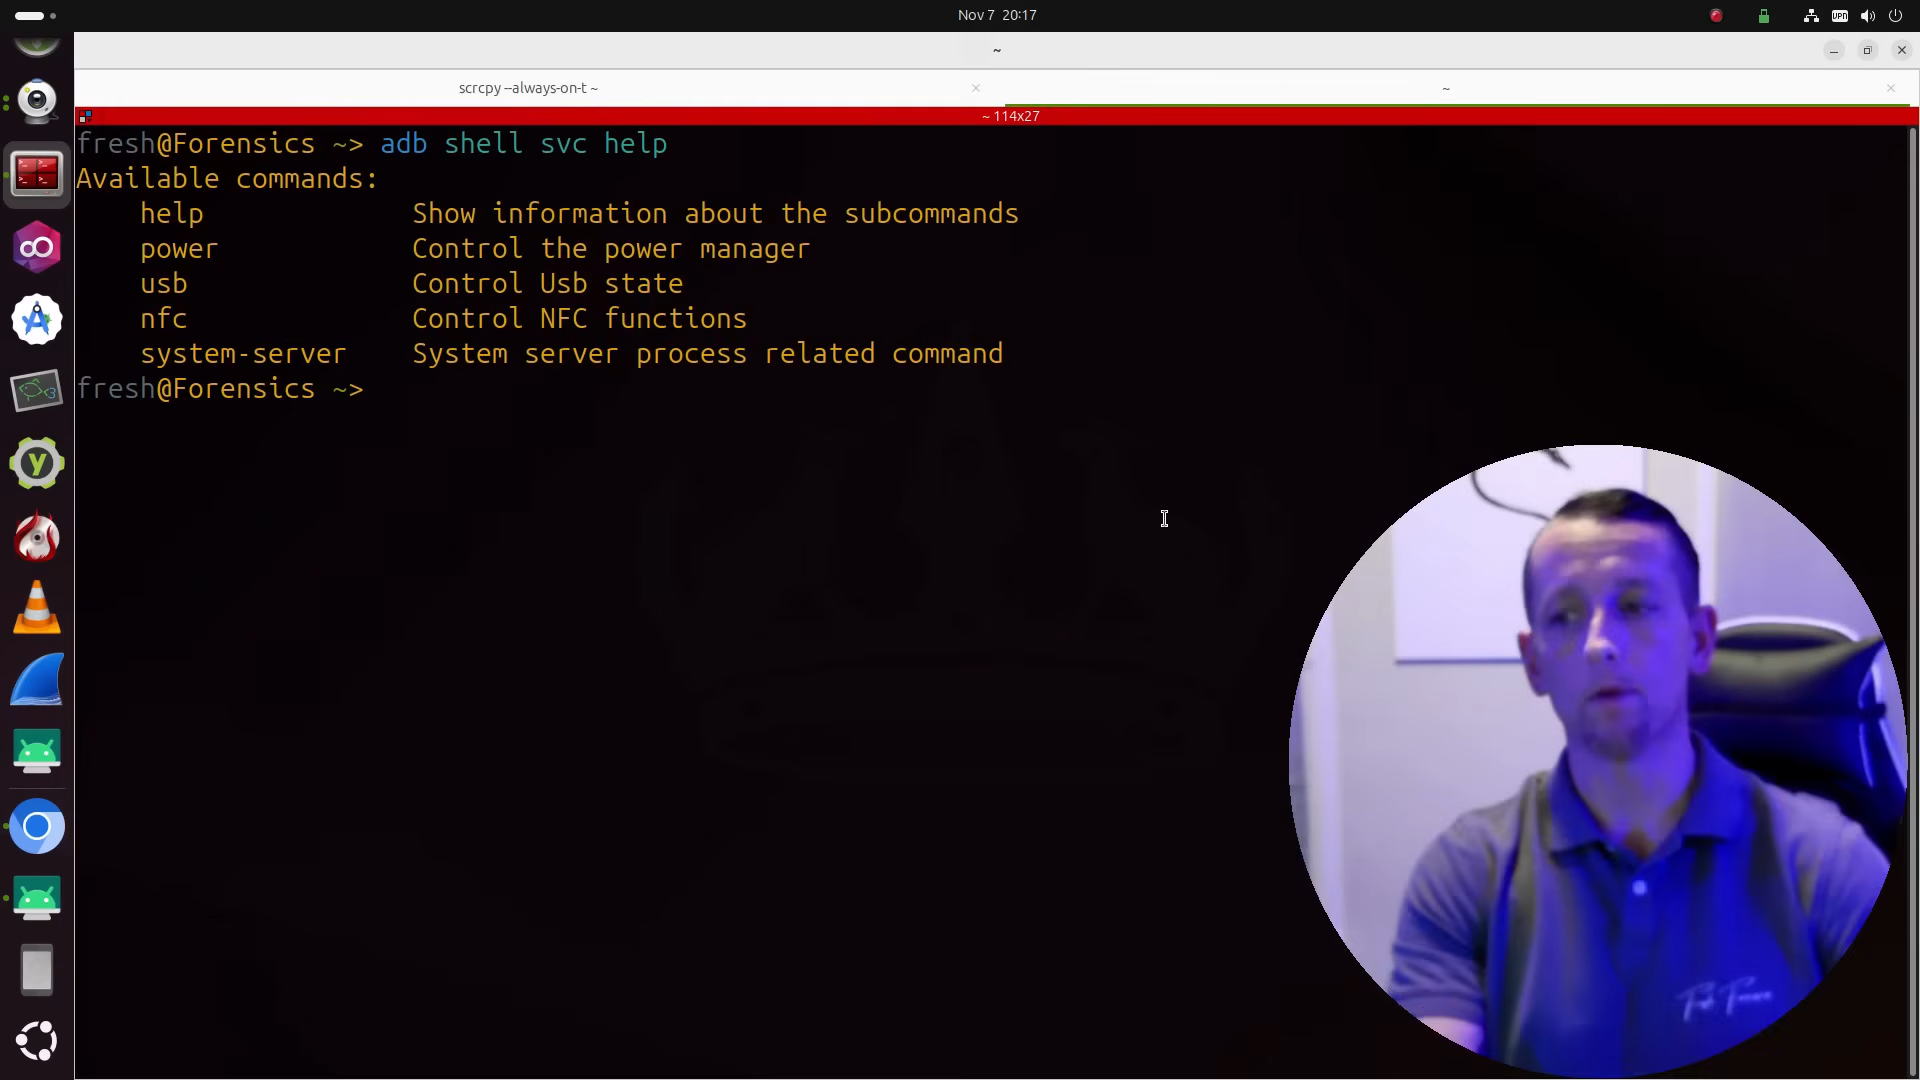 Nov 7 20:17
VPN
~
scrcpy --always-on-t ~
~
~ 114x27
fresh@Forensics ~> adb shell svc help
Available commands:
help Show information about the subcommands
power Control the power manager
usb Control Usb state
nfc Control NFC functions
system-server System server process related command
fresh@Forensics ~>